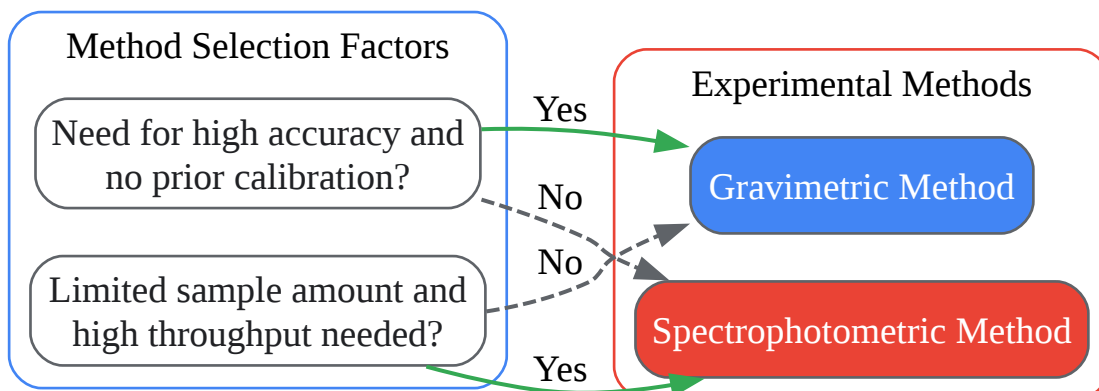 Method Selection Factors
Need for high accuracy and
no prior calibration?
Limited sample amount and
high throughput needed?
Yes
No
No
Yes
Experimental Methods
Gravimetric Method
Spectrophotometric Method